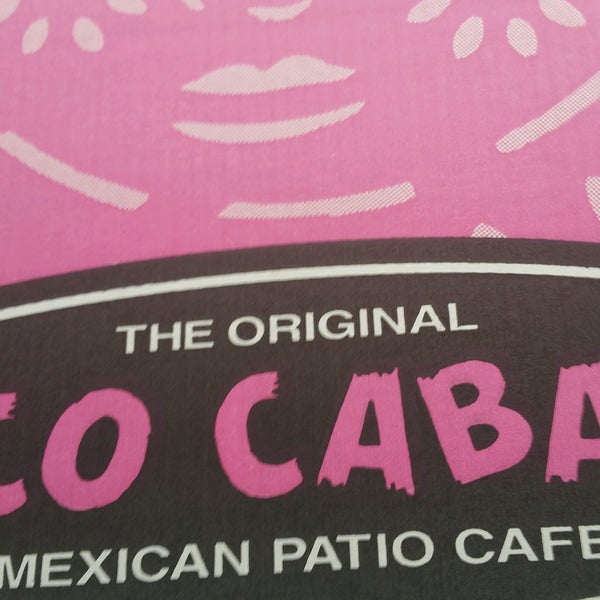 THE ORIGINAL
CO CABA
MEXICAN PATIO CAFE